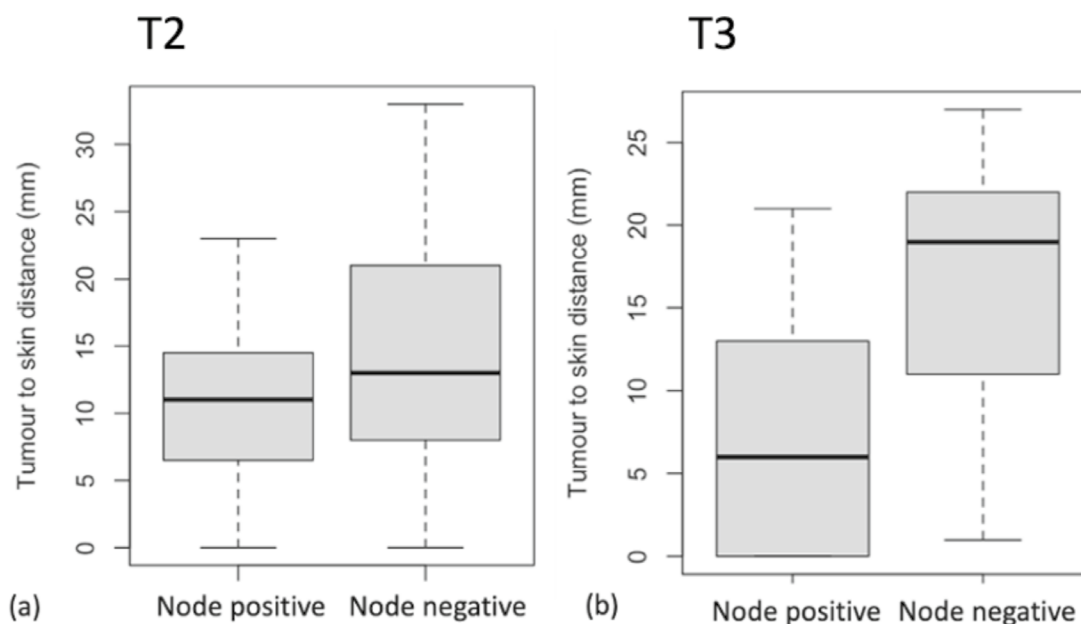 T2
Tumour to skin distance (mm)
30
25
20
15
10
5
0
Node positive Node negative
(a)
T3
Tumour to skin distance (mm)
25
20
15
10
5
0
Node positive Node negative
(b)